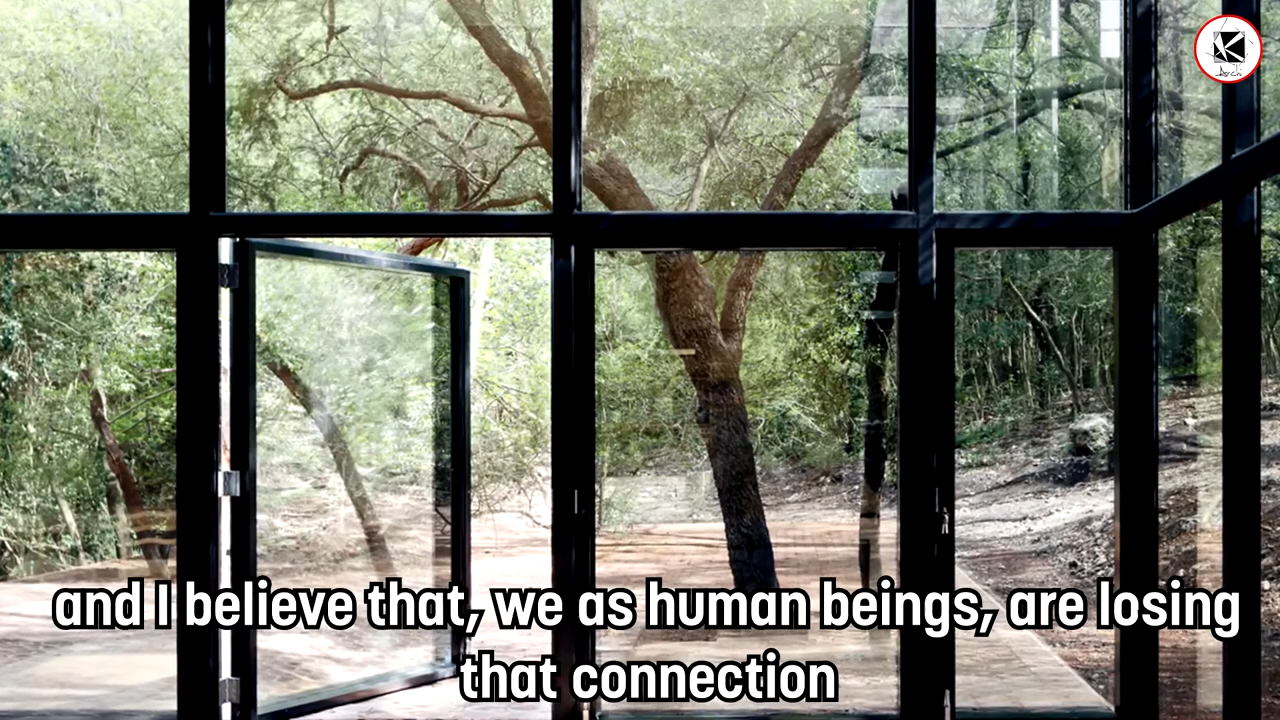 and I believe that, we as human beings, are losing
that connection